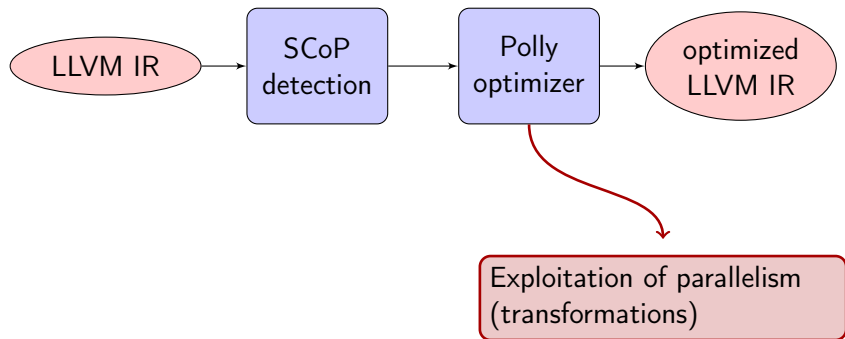 LLVM IR
SCoP
detection
Polly
optimizer
optimized
LLVM IR
Exploitation of parallelism
(transformations)